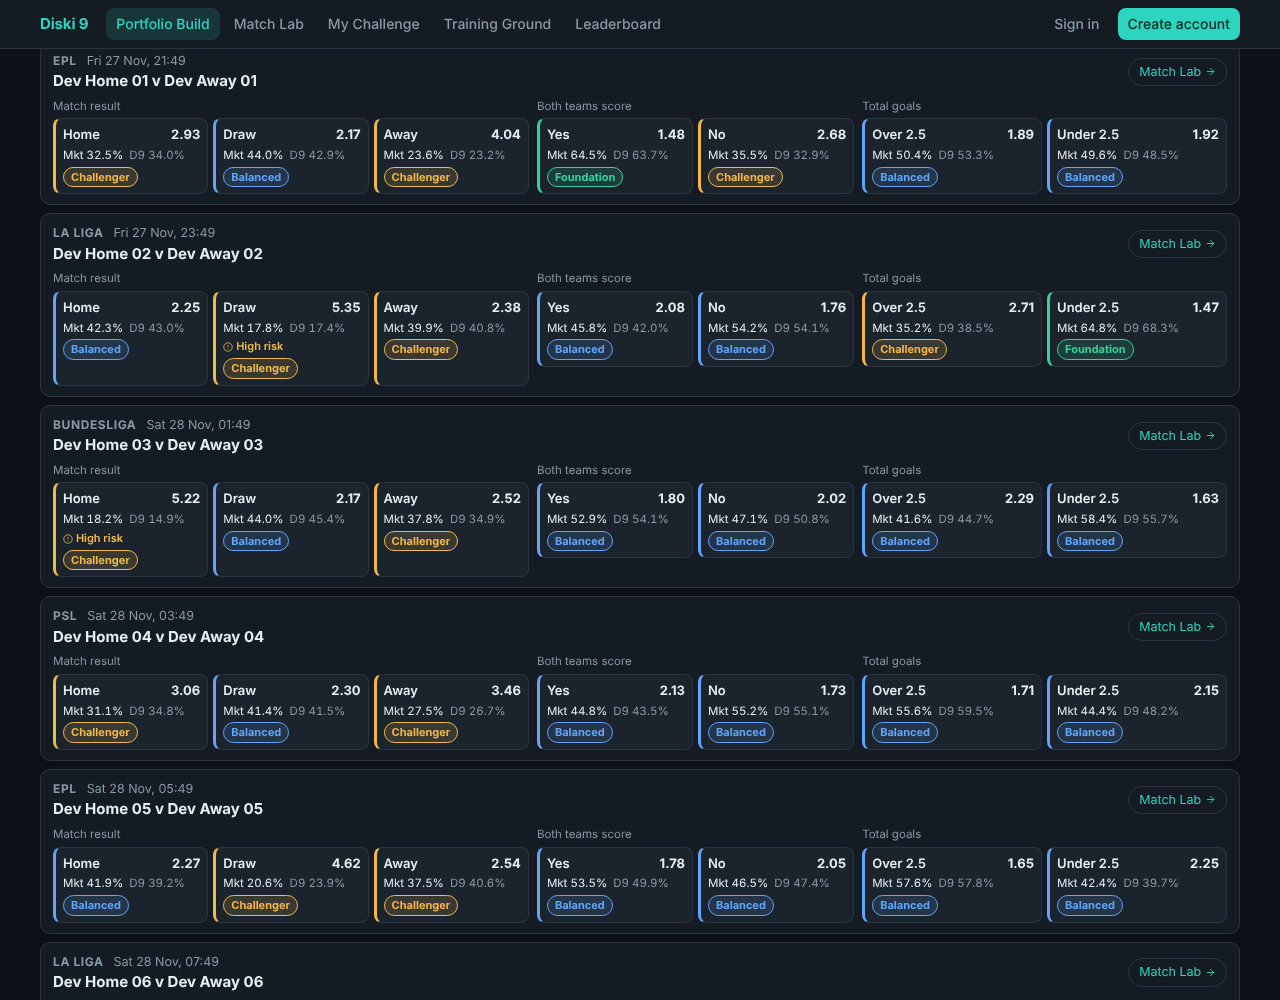 Diski 9 Portfolio Build Match Lab My Challenge Training Ground Leaderboard Sign in Create account
EPL Fri 27 Nov, 21:49
Dev Home 01 v Dev Away 01
Match Lab →
Match result Both teams score Total goals
Home 2.93 Draw 2.17 Away 4.04 Yes 1.48 No 2.68 Over 2.5 1.89 Under 2.5 1.92
Mkt 32.5% D9 34.0% Mkt 44.0% D9 42.9% Mkt 23.6% D9 23.2% Mkt 64.5% D9 63.7% Mkt 35.5% D9 32.9% Mkt 50.4% D9 53.3% Mkt 49.6% D9 48.5%
Challenger Balanced Challenger Foundation Challenger Balanced Balanced
LA LIGA Fri 27 Nov, 23:49
Dev Home 02 v Dev Away 02
Match Lab →
Match result Both teams score Total goals
Home 2.25 Draw 5.35 Away 2.38 Yes 2.08 No 1.76 Over 2.5 2.71 Under 2.5 1.47
Mkt 42.3% D9 43.0% Mkt 17.8% D9 17.4% Mkt 39.9% D9 40.8% Mkt 45.8% D9 42.0% Mkt 54.2% D9 54.1% Mkt 35.2% D9 38.5% Mkt 64.8% D9 68.3%
Balanced High risk Challenger Balanced Balanced Challenger Foundation
Challenger
BUNDESLIGA Sat 28 Nov, 01:49
Dev Home 03 v Dev Away 03
Match Lab →
Match result Both teams score Total goals
Home 5.22 Draw 2.17 Away 2.52 Yes 1.80 No 2.02 Over 2.5 2.29 Under 2.5 1.63
Mkt 18.2% D9 14.9% Mkt 44.0% D9 45.4% Mkt 37.8% D9 34.9% Mkt 52.9% D9 54.1% Mkt 47.1% D9 50.8% Mkt 41.6% D9 44.7% Mkt 58.4% D9 55.7%
High risk Balanced Challenger Balanced Balanced Balanced Balanced
Challenger
PSL Sat 28 Nov, 03:49
Dev Home 04 v Dev Away 04
Match Lab →
Match result Both teams score Total goals
Home 3.06 Draw 2.30 Away 3.46 Yes 2.13 No 1.73 Over 2.5 1.71 Under 2.5 2.15
Mkt 31.1% D9 34.8% Mkt 41.4% D9 41.5% Mkt 27.5% D9 26.7% Mkt 44.8% D9 43.5% Mkt 55.2% D9 55.1% Mkt 55.6% D9 59.5% Mkt 44.4% D9 48.2%
Challenger Balanced Challenger Balanced Balanced Balanced Balanced
EPL Sat 28 Nov, 05:49
Dev Home 05 v Dev Away 05
Match Lab →
Match result Both teams score Total goals
Home 2.27 Draw 4.62 Away 2.54 Yes 1.78 No 2.05 Over 2.5 1.65 Under 2.5 2.25
Mkt 41.9% D9 39.2% Mkt 20.6% D9 23.9% Mkt 37.5% D9 40.6% Mkt 53.5% D9 49.9% Mkt 46.5% D9 47.4% Mkt 57.6% D9 57.8% Mkt 42.4% D9 39.7%
Balanced Challenger Challenger Balanced Balanced Balanced Balanced
LA LIGA Sat 28 Nov, 07:49
Dev Home 06 v Dev Away 06
Match Lab →